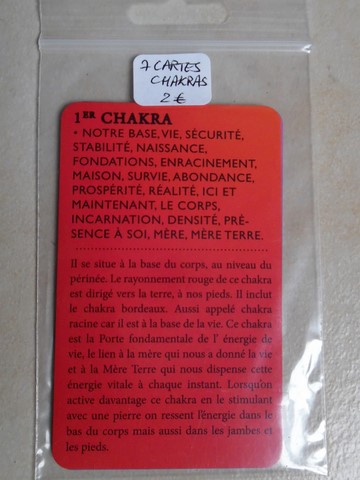 7 CARTES
CHAKRAS
2 €
1ER CHAKRA
• NOTRE BASE, VIE, SÉCURITÉ,
STABILITÉ, NAISSANCE,
FONDATIONS, ENRACINEMENT,
MAISON, SURVIE, ABONDANCE,
PROSPÉRITÉ, RÉALITÉ, ICI ET
MAINTENANT, LE CORPS,
INCARNATION, DENSITÉ, PRÉ-
SENCE À SOI, MÈRE, MÈRE TERRE.
Il se situe à la base du corps, au niveau du
périnée. Le rayonnement rouge de ce chakra
est dirigé vers la terre, à nos pieds. Il inclut
le chakra bordeaux. Aussi appelé chakra
racine car il est à la base de la vie. Ce chakra
est la Porte fondamentale de l' énergie de
vie, le lien à la mère qui nous a donné la vie
et à la Mère Terre qui nous dispense cette
énergie vitale à chaque instant. Lorsqu'on
active davantage ce chakra en le stimulant
avec une pierre on ressent l'énergie dans le
bas du corps mais aussi dans les jambes et
les pieds.